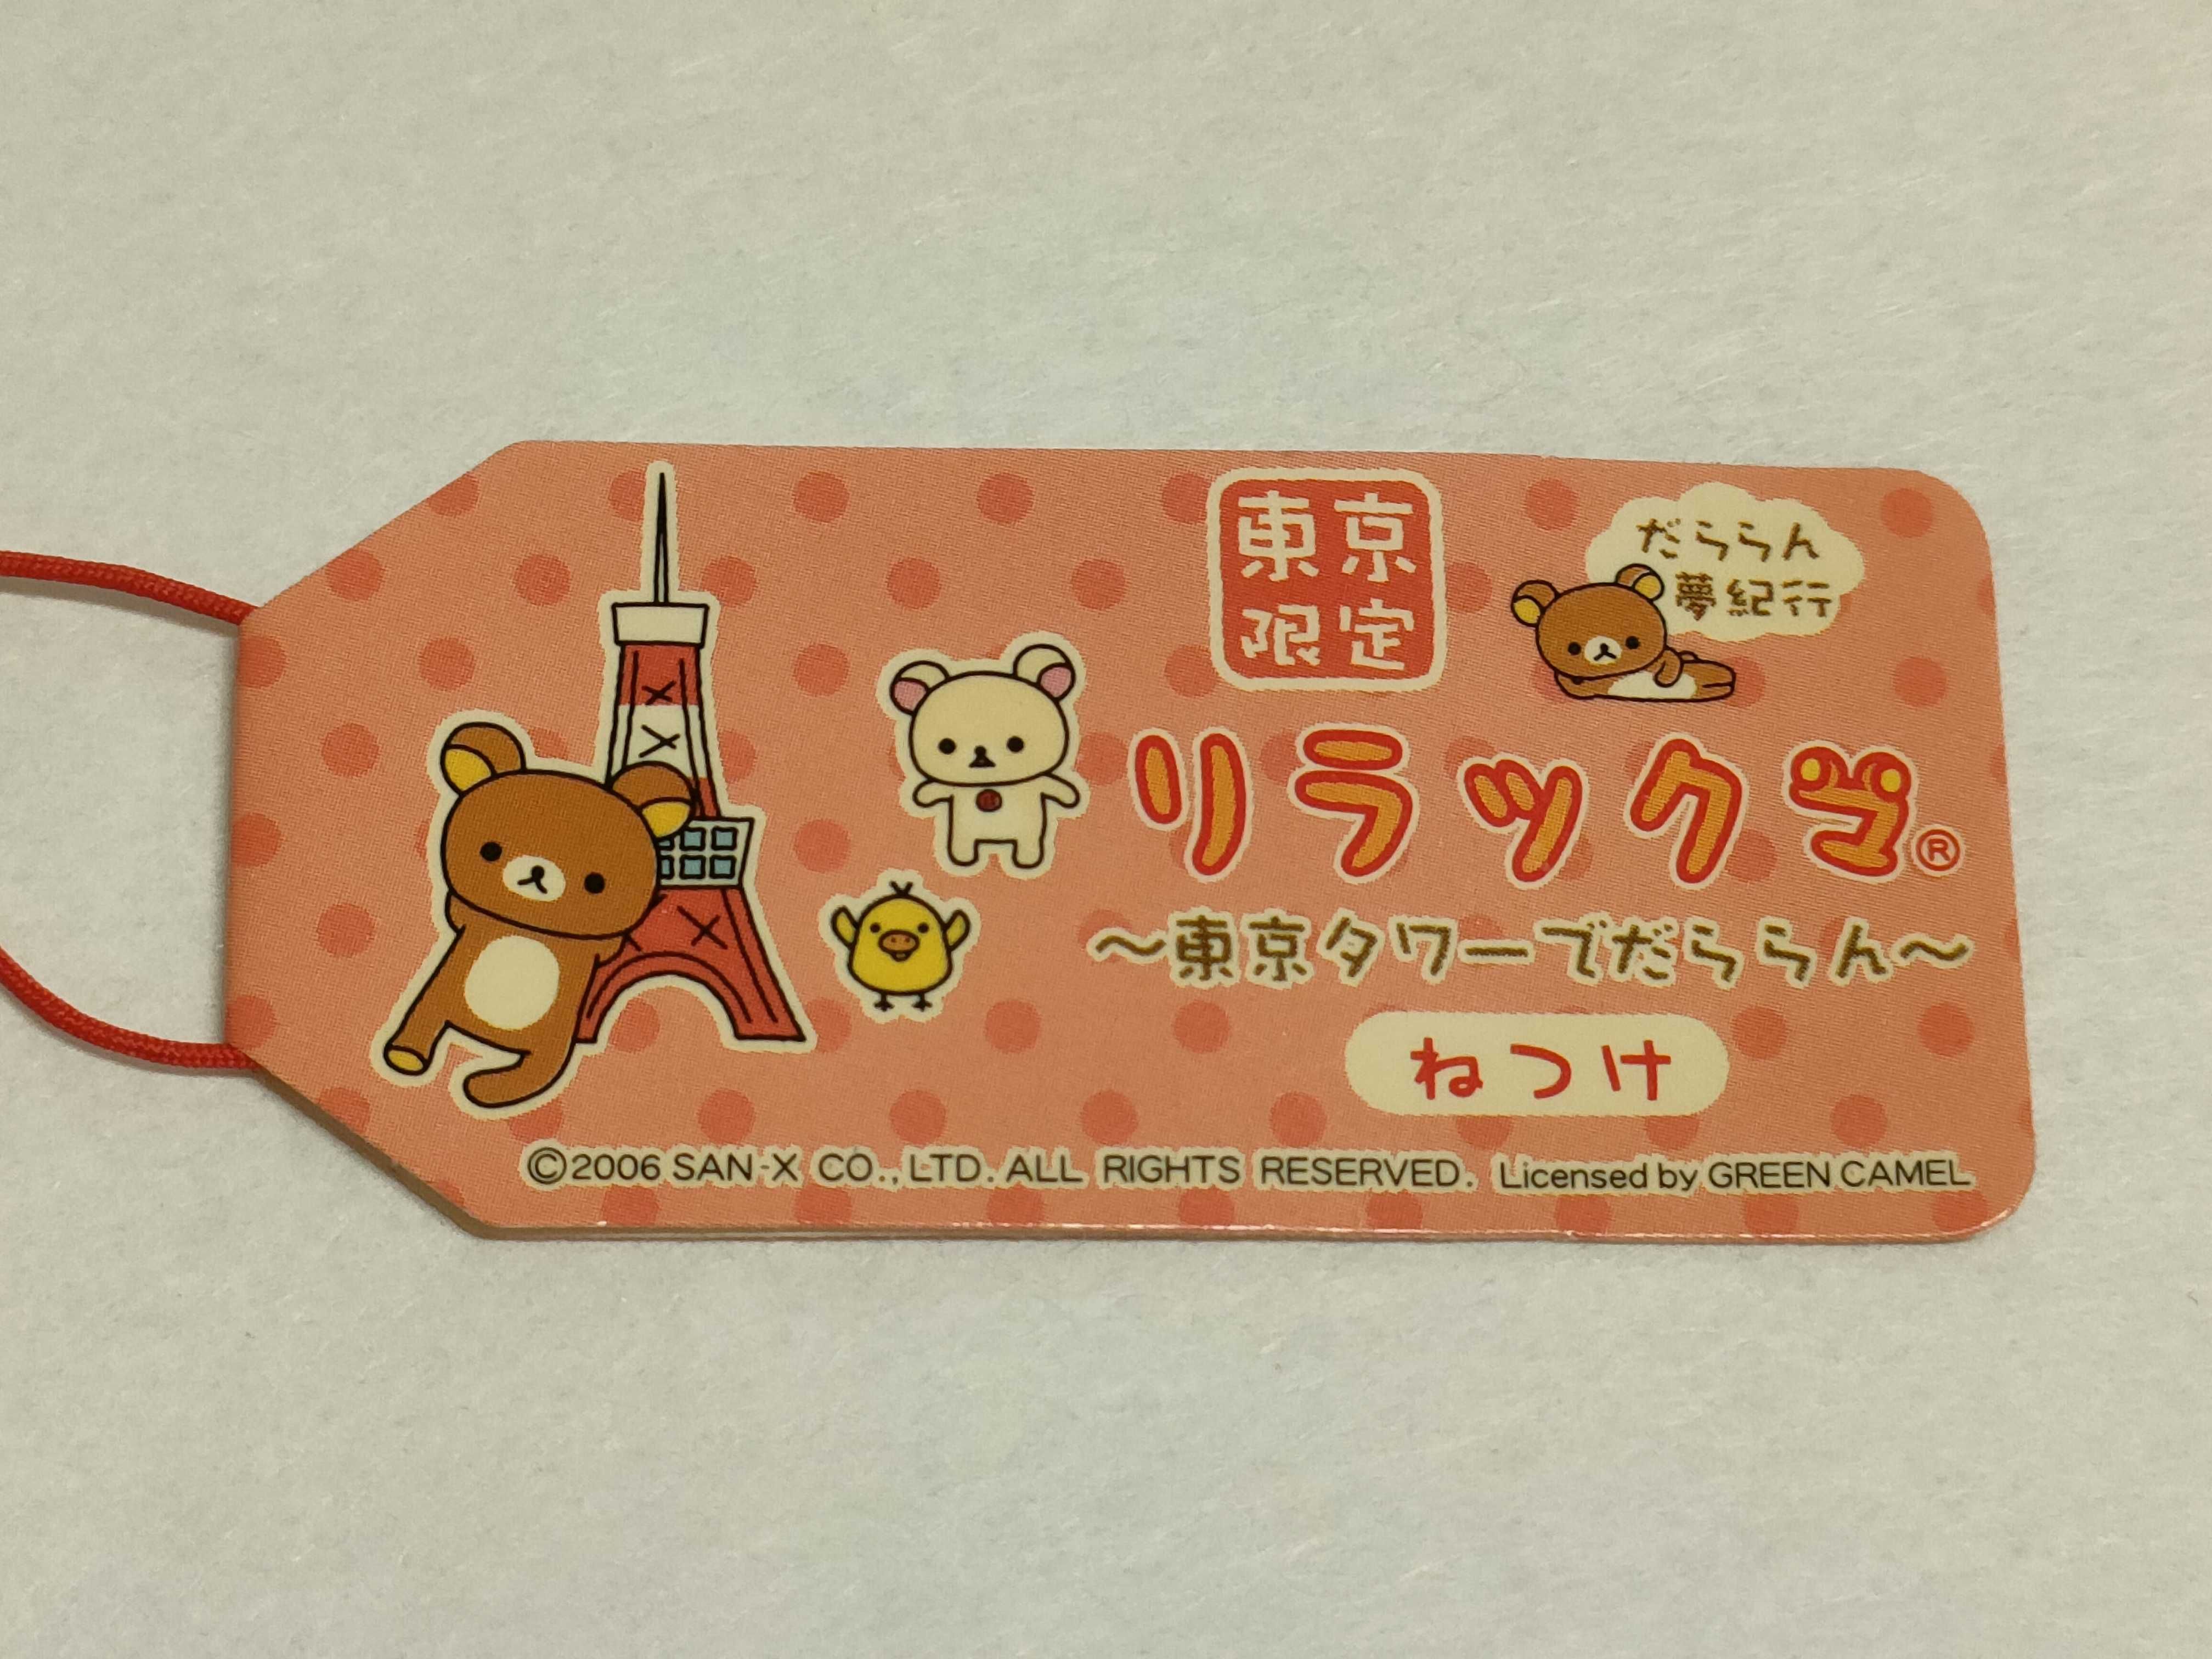 東京
限定
だららん
夢紀行
リラックマ®
～東京タワーでだららん～
ねつけ
©2006 SAN-X CO., LTD. ALL RIGHTS RESERVED. Licensed by GREEN CAMEL